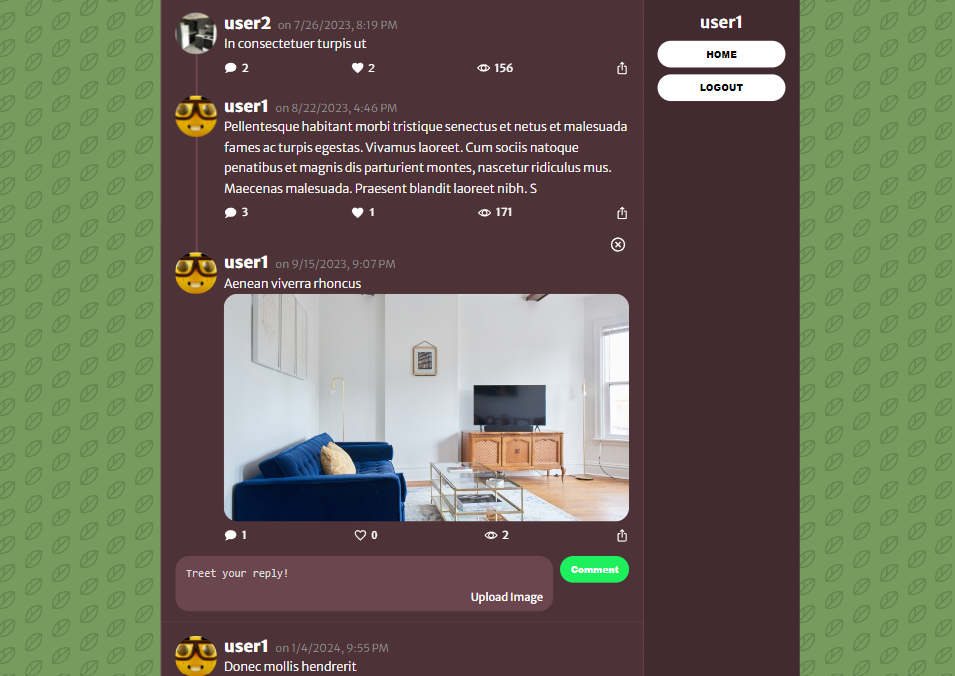 user2 on 7/26/2023, 8:19 PM
In consectetuer turpis ut
2 2 156
user1 on 8/22/2023, 4:46 PM
Pellentesque habitant morbi tristique senectus et netus et malesuada
fames ac turpis egestas. Vivamus laoreet. Cum sociis natoque
penatibus et magnis dis parturient montes, nascetur ridiculus mus.
Maecenas malesuada. Praesent blandit laoreet nibh. S
3 1 171
user1 on 9/15/2023, 9:07 PM
Aenean viverra rhoncus
1 0 2
Treet your reply!
Upload Image
Comment
user1 on 1/4/2024, 9:55 PM
Donec mollis hendrerit
user1
HOME
LOGOUT